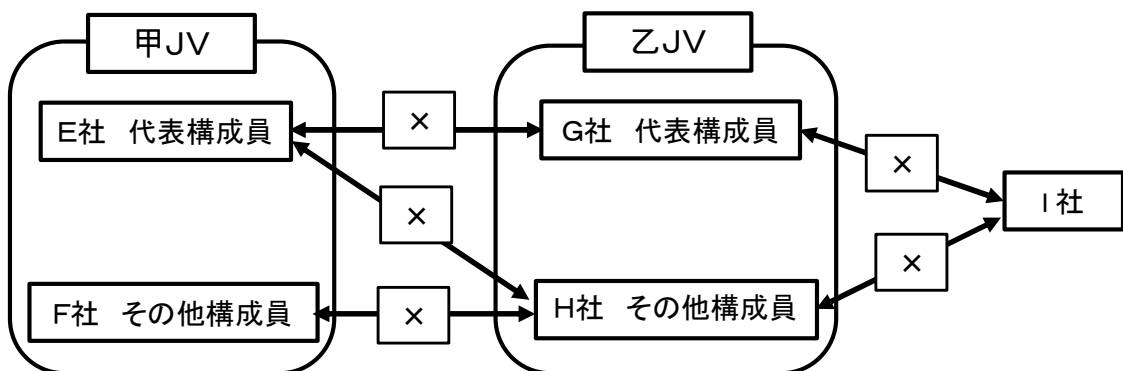 甲JV
乙JV
E社　代表構成員
×
G社　代表構成員
×
I社
×
×
F社　その他構成員
×
H社　その他構成員